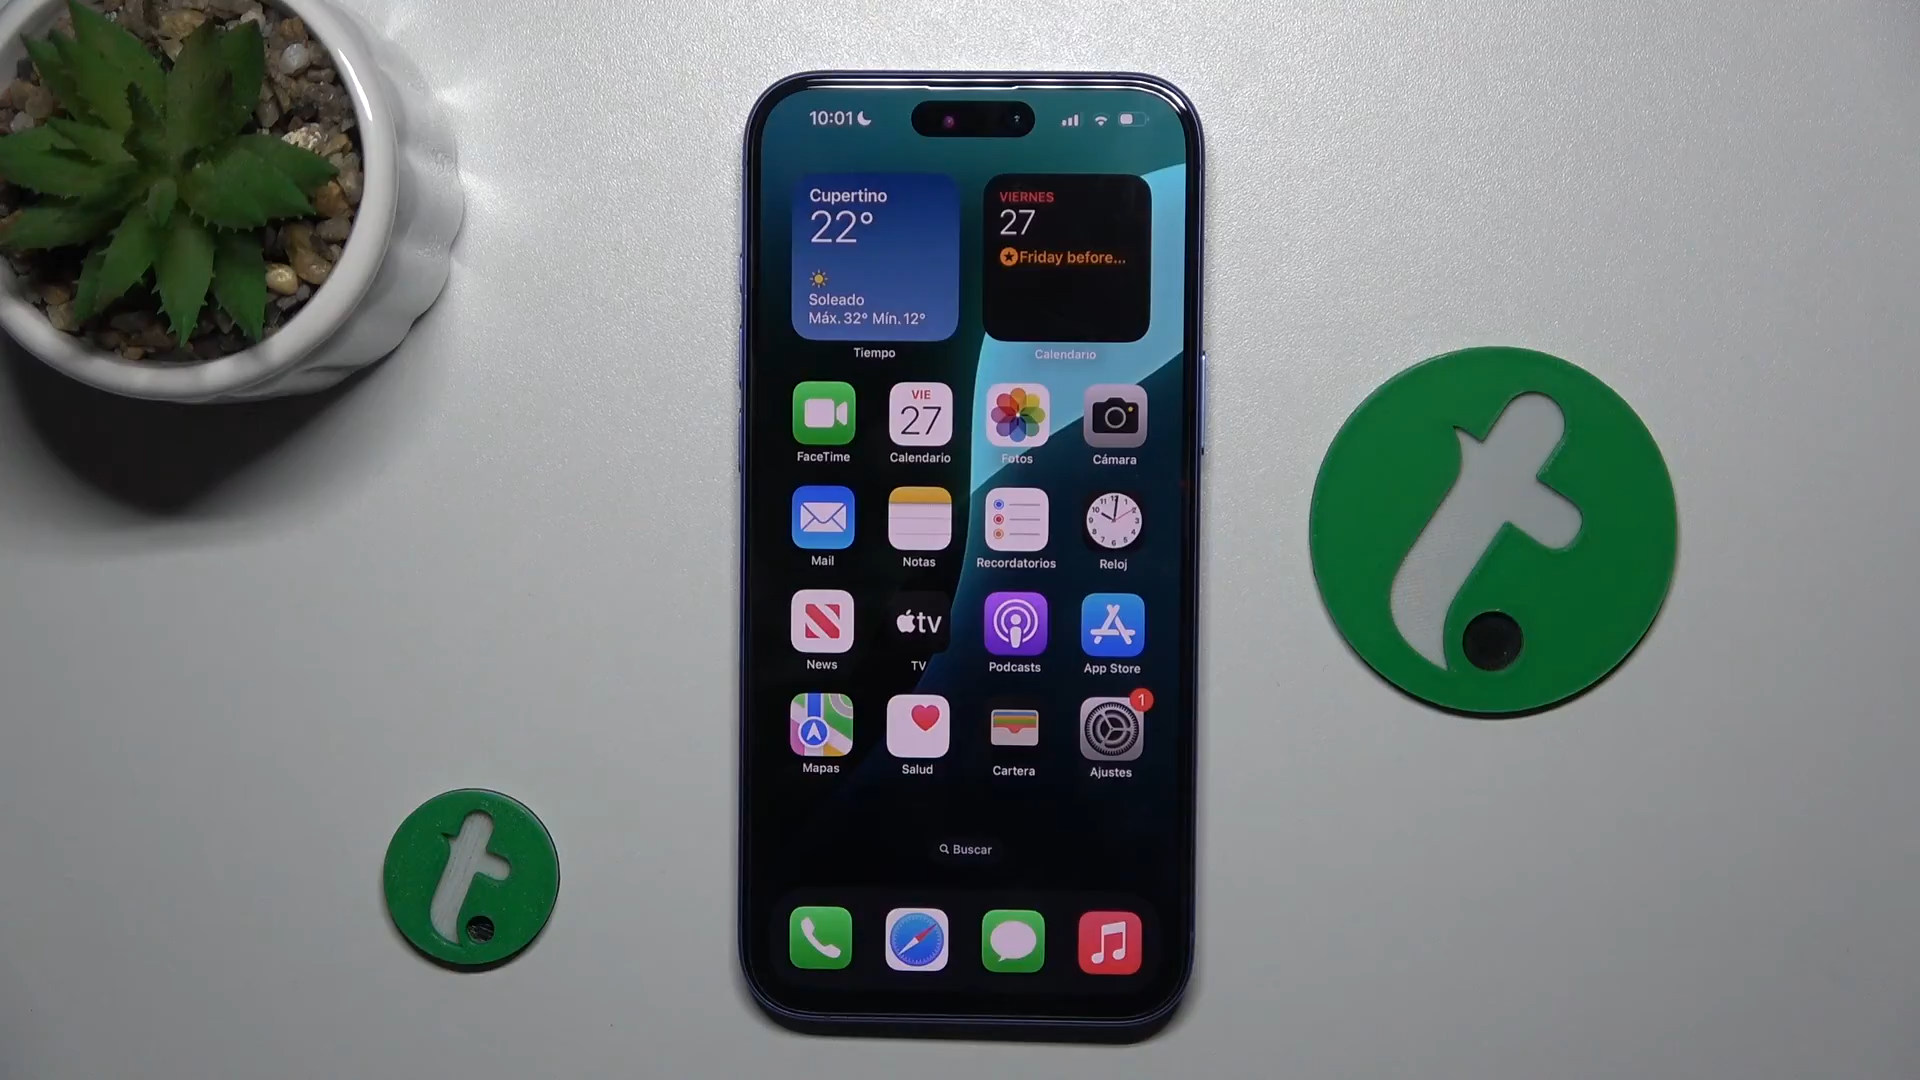 10:01
Cupertino
22°
Soleado
Máx. 32° Mín. 12°
Tiempo
VIERNES
27
Friday before...
Calendario
FaceTime
VIE
27
Calendario
Fotos
Cámara
Mail
Notas
Recordatorios
Reloj
News
tv
TV
Podcasts
App Store
Mapas
Salud
Cartera
1
Ajustes
Buscar
t
t